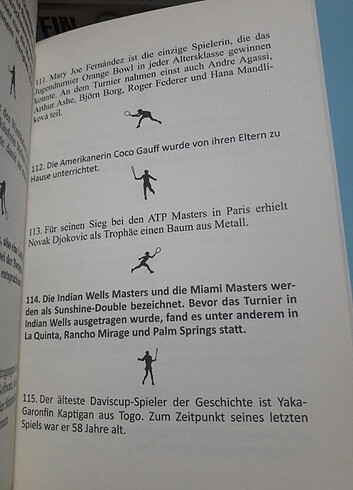 111. Mary Joe Fernández ist die einzige Spielerin, die das
Jugendturnier Orange Bowl in jeder Altersklasse gewinnen
konnte. An dem Turnier nahmen einst auch Andre Agassi,
Arthur Ashe, Björn Borg, Roger Federer und Hana Mandlí-
ková teil.
112. Die Amerikanerin Coco Gauff wurde von ihren Eltern zu
Hause unterrichtet.
113. Für seinen Sieg bei den ATP Masters in Paris erhielt
Novak Djokovic als Trophäe einen Baum aus Metall.
114. Die Indian Wells Masters und die Miami Masters wer-
den als Sunshine-Double bezeichnet. Bevor das Turnier in
Indian Wells ausgetragen wurde, fand es unter anderem in
La Quinta, Rancho Mirage und Palm Springs statt.
115. Der älteste Daviscup-Spieler der Geschichte ist Yaka-
Garonfin Kaptigan aus Togo. Zum Zeitpunkt seines letzten
Spiels war er 58 Jahre alt.